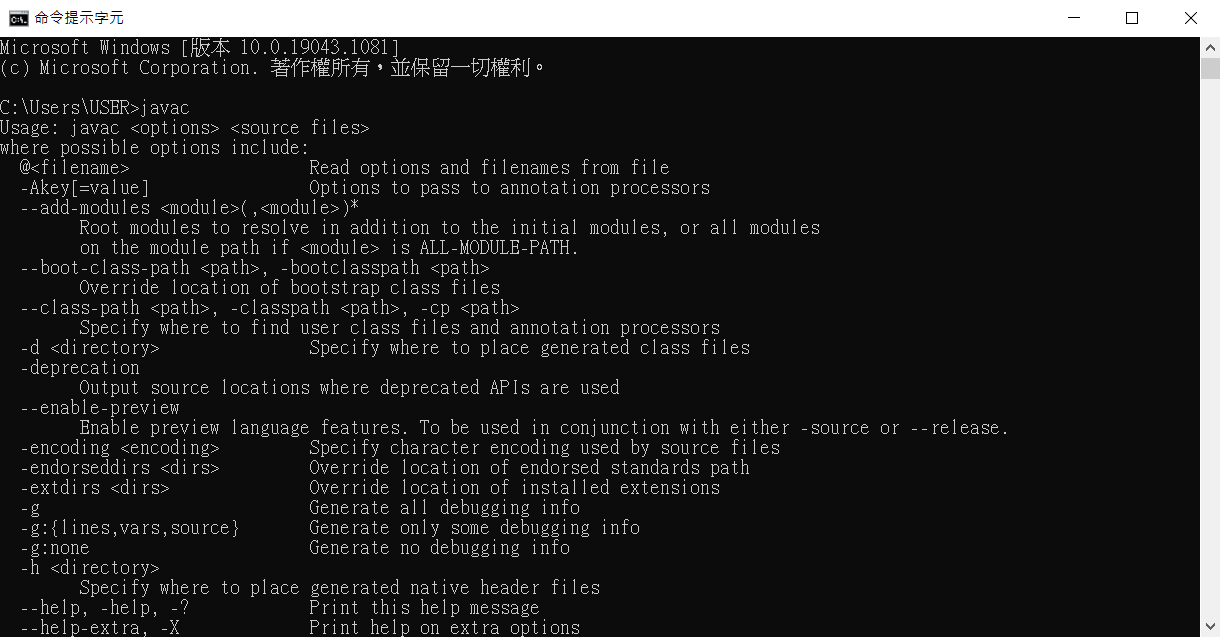 命令提示字元
Microsoft Windows [版本 10.0.19043.1081]
(c) Microsoft Corporation. 著作權所有，並保留一切權利。
C:\Users\USER>javac
Usage: javac <options> <source files>
where possible options include:
  @<filename>                  Read options and filenames from file
  -Akey[=value]                Options to pass to annotation processors
  --add-modules <module>(,<module>)*
        Root modules to resolve in addition to the initial modules, or all modules
        on the module path if <module> is ALL-MODULE-PATH.
  --boot-class-path <path>, -bootclasspath <path>
        Override location of bootstrap class files
  --class-path <path>, -classpath <path>, -cp <path>
        Specify where to find user class files and annotation processors
  -d <directory>               Specify where to place generated class files
  -deprecation
        Output source locations where deprecated APIs are used
  --enable-preview
        Enable preview language features. To be used in conjunction with either -source or --release.
  -encoding <encoding>         Specify character encoding used by source files
  -endorseddirs <dirs>         Override location of endorsed standards path
  -extdirs <dirs>              Override location of installed extensions
  -g                           Generate all debugging info
  -g:{lines,vars,source}       Generate only some debugging info
  -g:none                      Generate no debugging info
  -h <directory>
        Specify where to place generated native header files
  --help, -help, -?            Print this help message
  --help-extra, -X             Print help on extra options